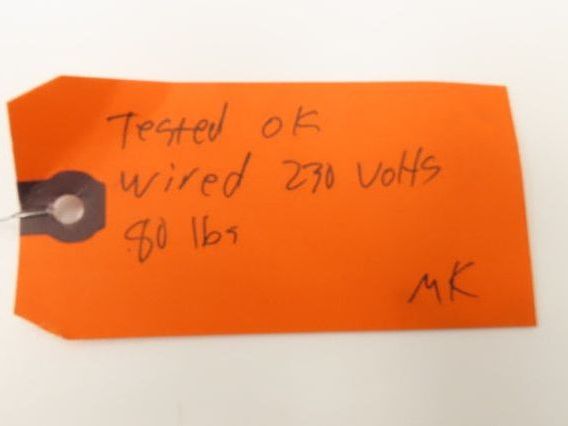 Tested OK
wired 230 volts
80 lbs
MK